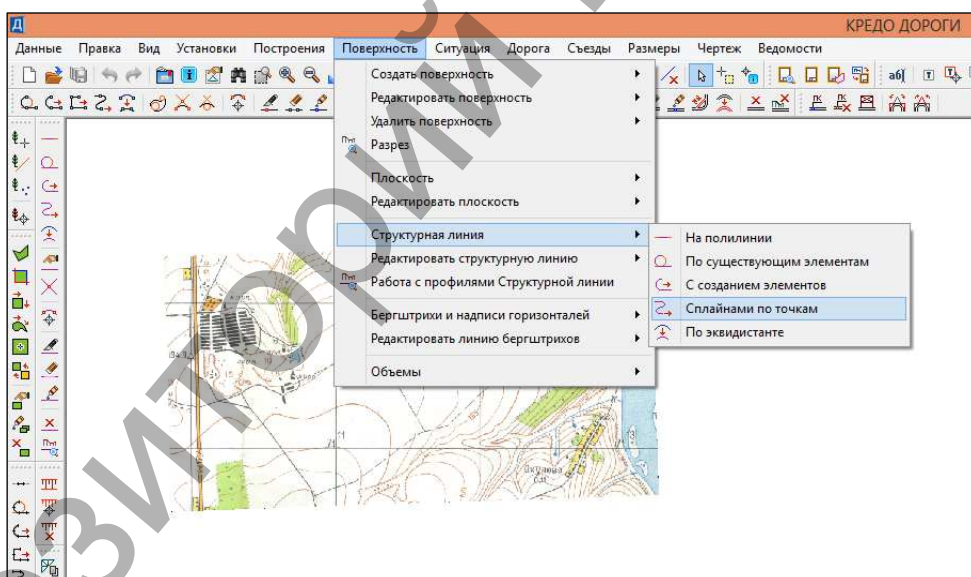 КРЕДО ДОРОГИ
Данные Правка Вид Установки Построения Поверхность Ситуация Дорога Съезды Размеры Чертеж Ведомости
Создать поверхность
Редактировать поверхность
Удалить поверхность
Разрез
Плоскость
Редактировать плоскость
Структурная линия
Редактировать структурную линию
Работа с профилями Структурной линии
Бергштрихи и надписи горизонталей
Редактировать линию бергштрихов
Объемы
На полилинии
По существующим элементам
С созданием элементов
Сплайнами по точкам
По эквидистанте